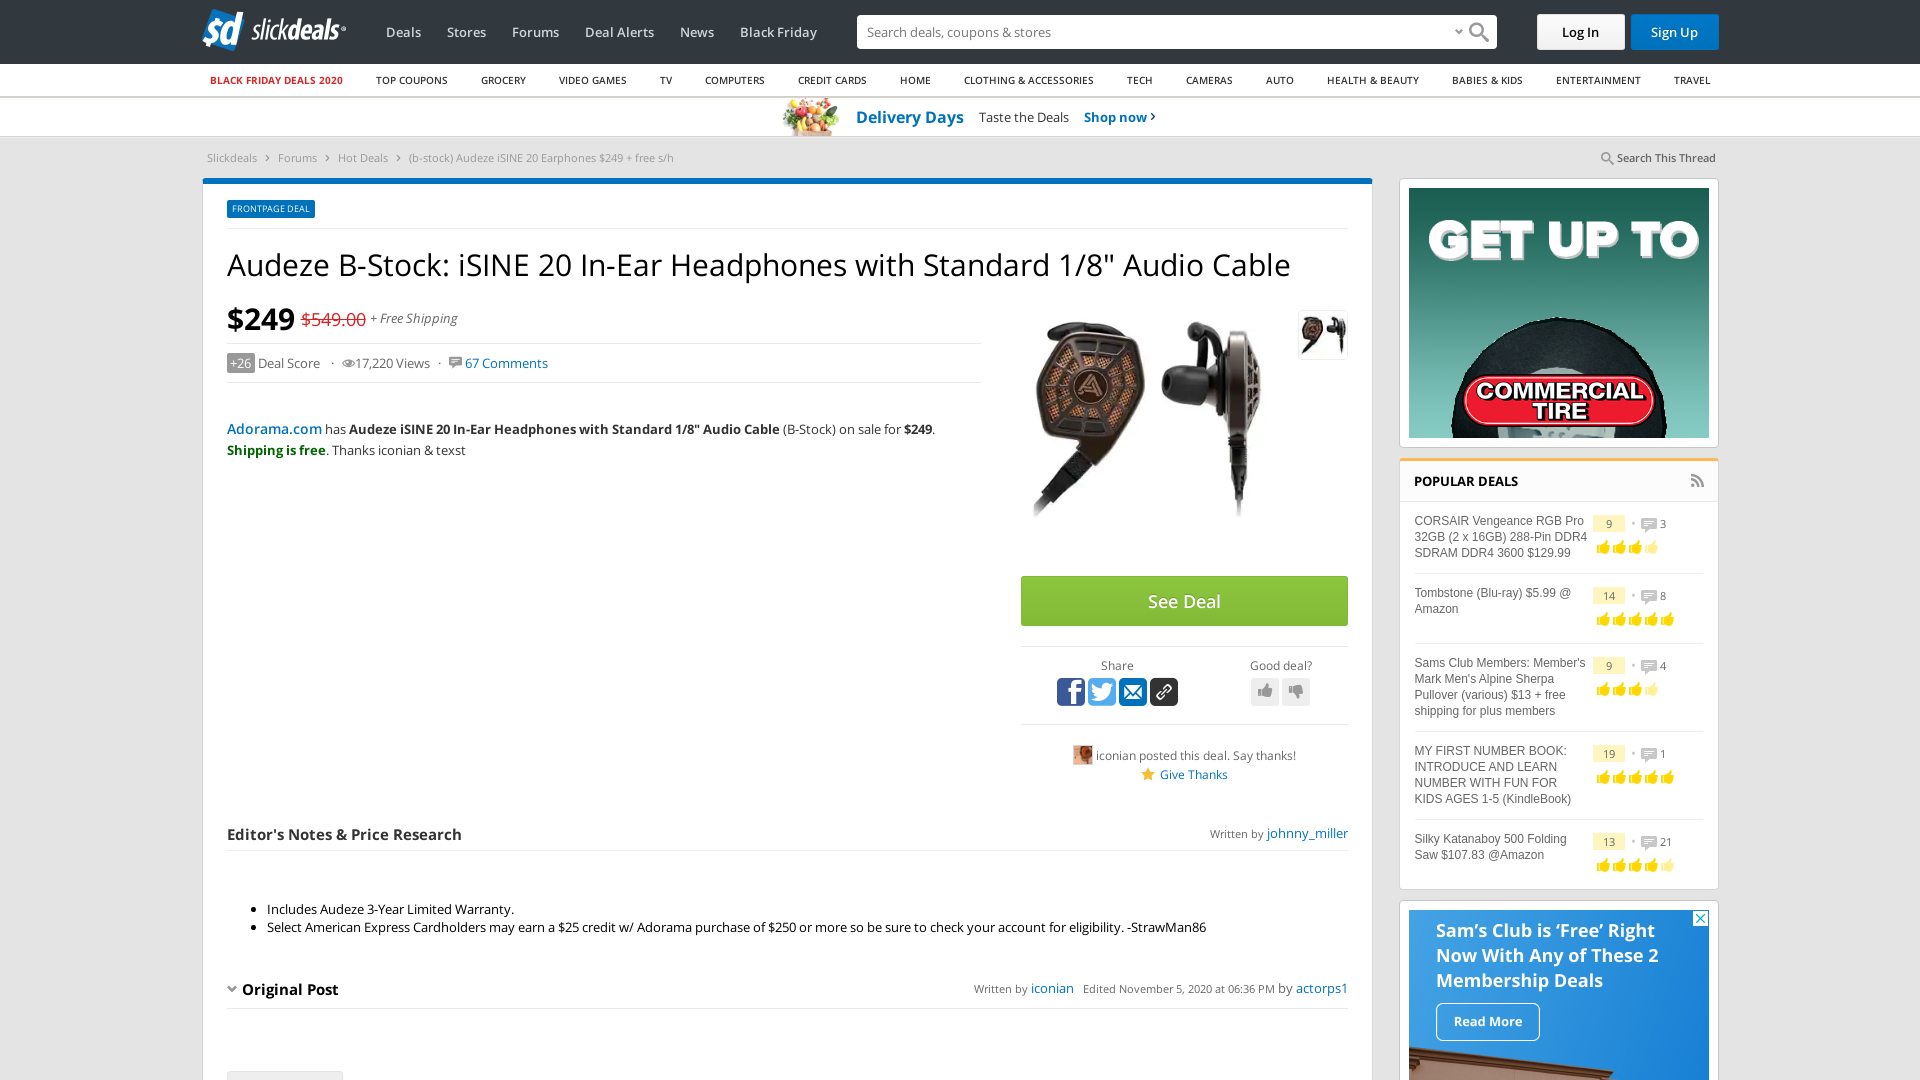 sd slickdeals
Deals Stores Forums Deal Alerts News Black Friday
Search deals, coupons & shopping
Log In Sign Up
BLACK FRIDAY DEALS 2020 TOP COUPONS GROCERY VIDEO GAMES TV COMPUTERS CREDIT CARDS HOME CLOTHING & ACCESSORIES TECH CAMERAS AUTO HEALTH & BEAUTY BABIES & KIDS ENTERTAINMENT TRAVEL
Delivery Days Taste the Deals Shop now ›
Slickdeals › Forums › Hot Deals › (b-stock) Audeze iSINE 20 Earphones $249 + free s/h
Search This Thread
FRONTPAGE DEAL
Audeze B-Stock: iSINE 20 In-Ear Headphones with Standard 1/8" Audio Cable
$249 $549.00 + Free Shipping
+26 Deal Score · 17,220 Views · 67 Comments
Adorama.com has Audeze iSINE 20 In-Ear Headphones with Standard 1/8" Audio Cable (B-Stock) on sale for $249.
Shipping is free. Thanks iconian & texst
See Deal
Share
Good deal?
iconian posted this deal. Say thanks!
Give Thanks
Editor's Notes & Price Research
Written by johnny_miller
• Includes Audeze 3-Year Limited Warranty.
• Select American Express Cardholders may earn a $25 credit w/ Adorama purchase of $250 or more so be sure to check your account for eligibility. -StrawMan86
Original Post
Written by iconian Edited November 5, 2020 at 06:36 PM by actorps1
GET UP TO
COMMERCIAL
TIRE
POPULAR DEALS
CORSAIR Vengeance RGB Pro
32GB (2 x 16GB) 288-Pin DDR4
SDRAM DDR4 3600 $129.99
9 • 3
Tombstone (Blu-ray) $5.99 @
Amazon
14 • 8
Sams Club Members: Member's
Mark Men's Alpine Sherpa
Pullover (various) $13 + free
shipping for plus members
9 • 4
MY FIRST NUMBER BOOK:
INTRODUCE AND LEARN
NUMBER WITH FUN FOR
KIDS AGES 1-5 (KindleBook)
19 • 1
Silky Katanaboy 500 Folding
Saw $107.83 @Amazon
13 • 21
Sam's Club is 'Free' Right
Now With Any of These 2
Membership Deals
Read More